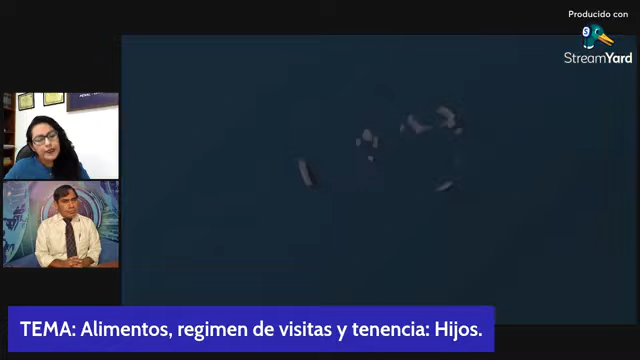 Producido con
StreamYard
TEMA: Alimentos, regimen de visitas y tenencia: Hijos.